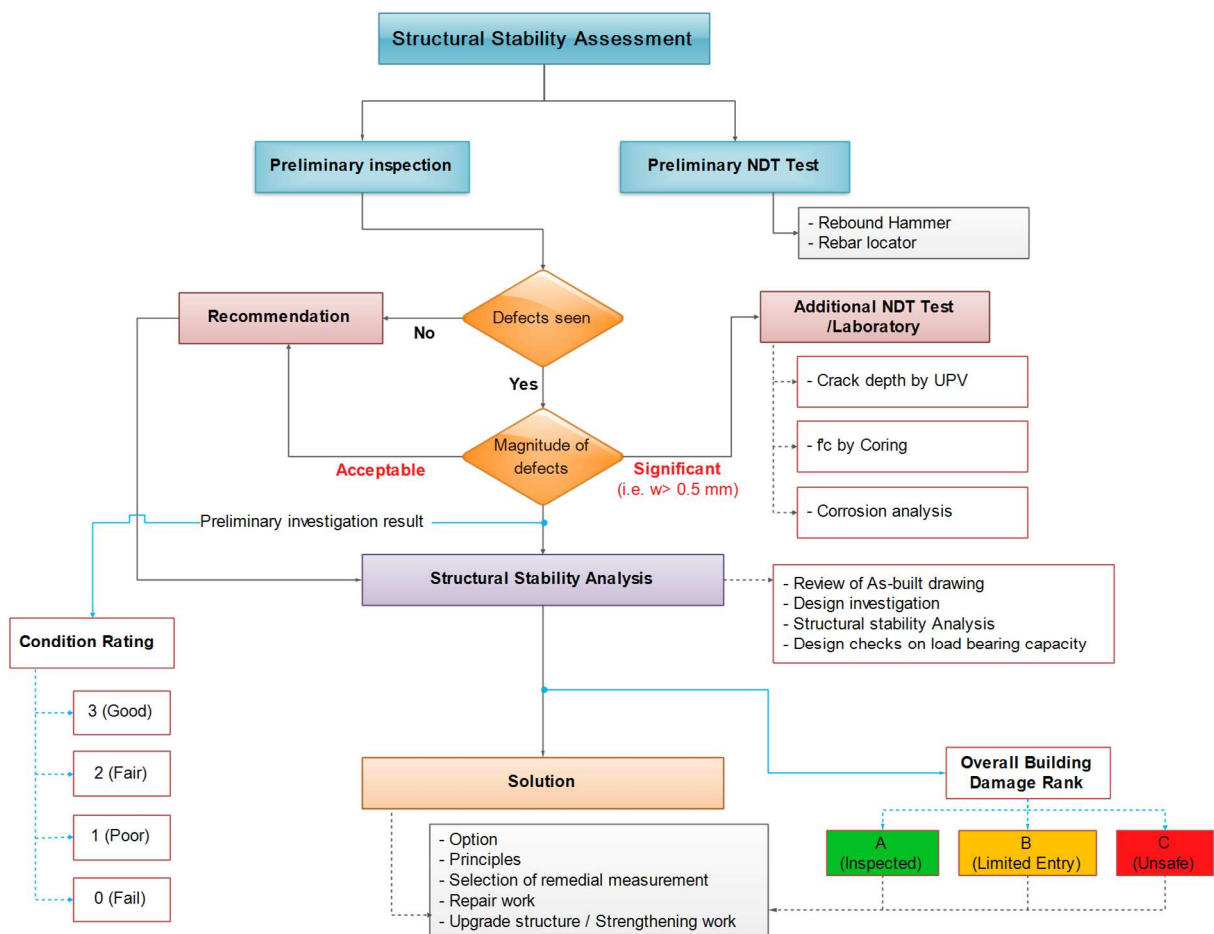 Structural Stability Assessment
Preliminary inspection
Preliminary NDT Test
- Rebound Hammer
- Rebar locator
Defects seen
No
Yes
Recommendation
Additional NDT Test
/Laboratory
- Crack depth by UPV
- f'c by Coring
- Corrosion analysis
Magnitude of
defects
Acceptable
Significant
(i.e. w> 0.5 mm)
Preliminary investigation result
Structural Stability Analysis
- Review of As-built drawing
- Design investigation
- Structural stability Analysis
- Design checks on load bearing capacity
Condition Rating
3 (Good)
2 (Fair)
1 (Poor)
0 (Fail)
Solution
- Option
- Principles
- Selection of remedial measurement
- Repair work
- Upgrade structure / Strengthening work
Overall Building
Damage Rank
A
(Inspected)
B
(Limited Entry)
C
(Unsafe)